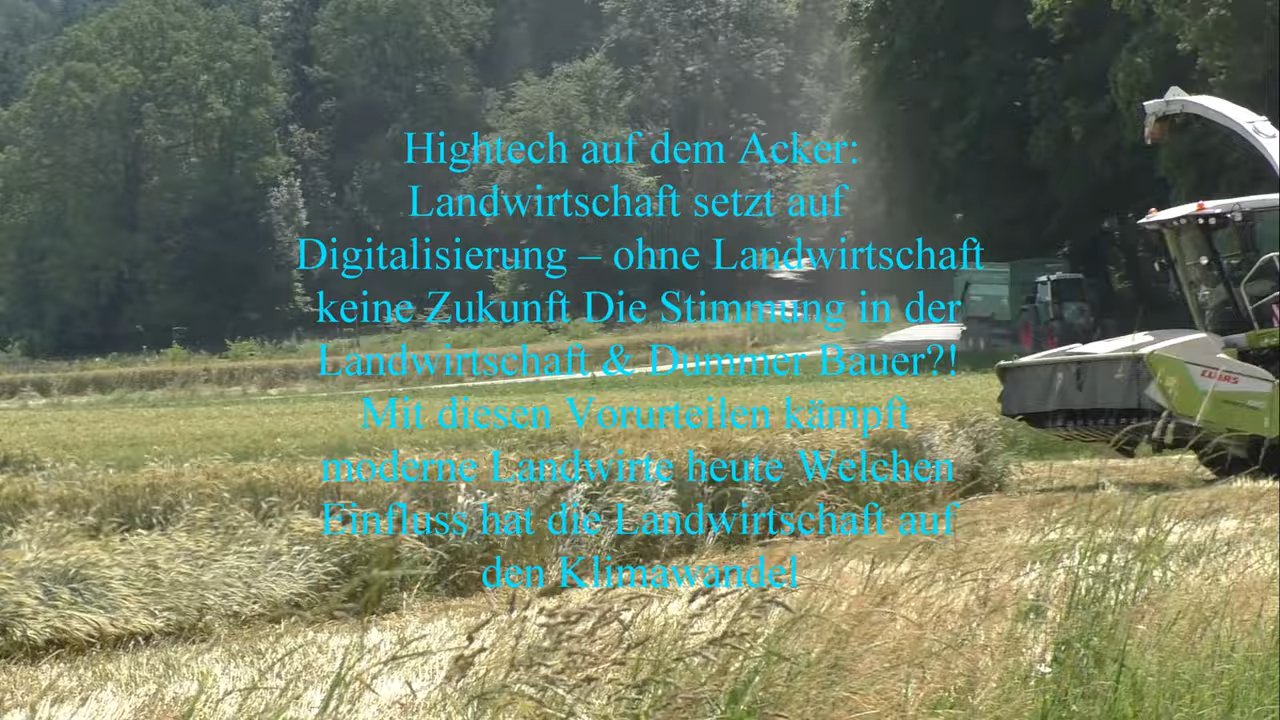 Hightech auf dem Acker:
Landwirtschaft setzt auf
Digitalisierung – ohne Landwirtschaft
keine Zukunft Die Stimmung in der
Landwirtschaft & Dummer Bauer?!
Mit diesen Vorurteilen kämpft
moderne Landwirte heute Welchen
Einfluss hat die Landwirtschaft auf
den Klimawandel
CLAAS